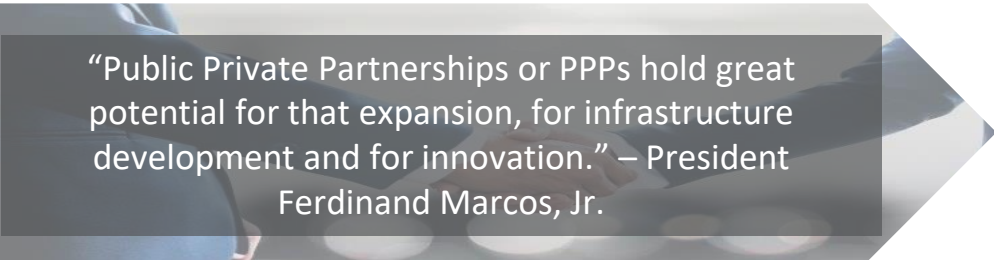 “Public Private Partnerships or PPPs hold great
potential for that expansion, for infrastructure
development and for innovation.” – President
Ferdinand Marcos, Jr.